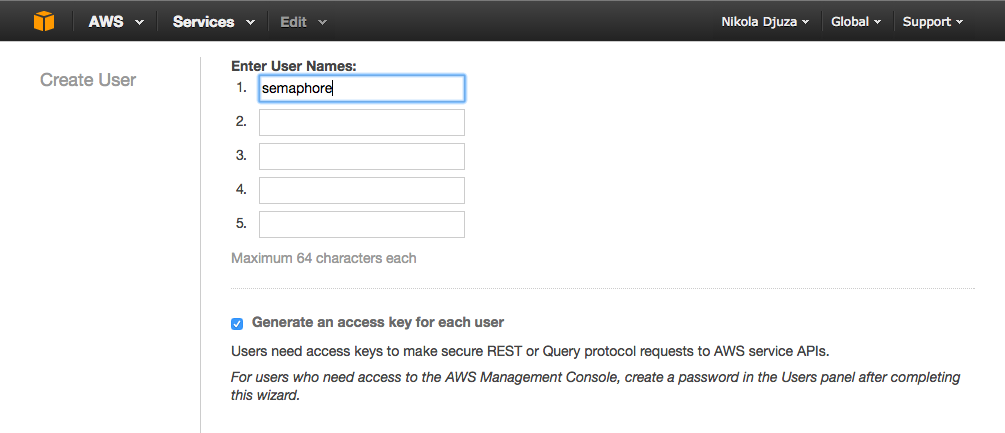 AWS Services Edit Nikola Djuza Global Support
Create User
Enter User Names:
1. semaphore
2.
3.
4.
5.
Maximum 64 characters each
Generate an access key for each user
Users need access keys to make secure REST or Query protocol requests to AWS service APIs.
For users who need access to the AWS Management Console, create a password in the Users panel after completing
this wizard.